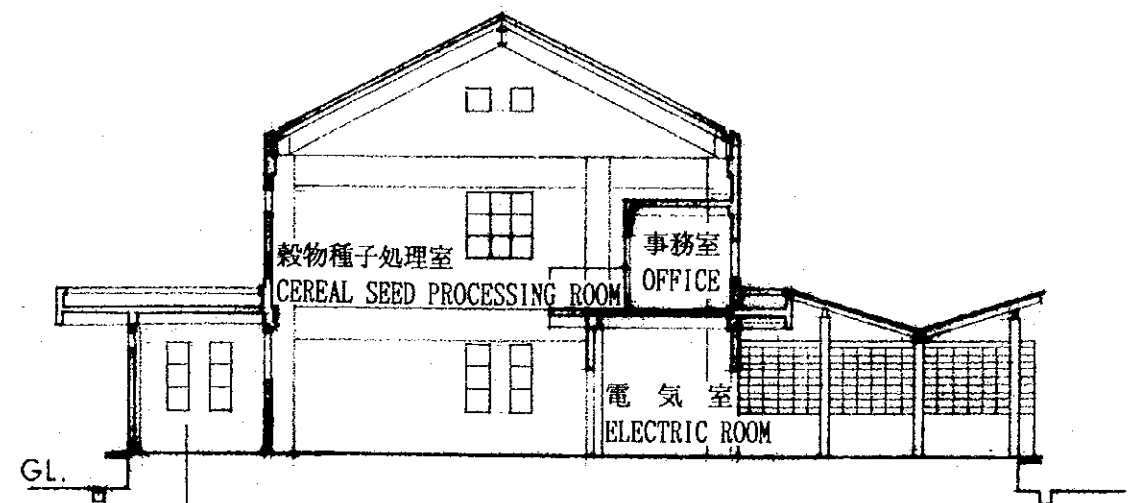 穀物種子処理室
CEREAL SEED PROCESSING ROOM
事務室
OFFICE
電気室
ELECTRIC ROOM
GL.